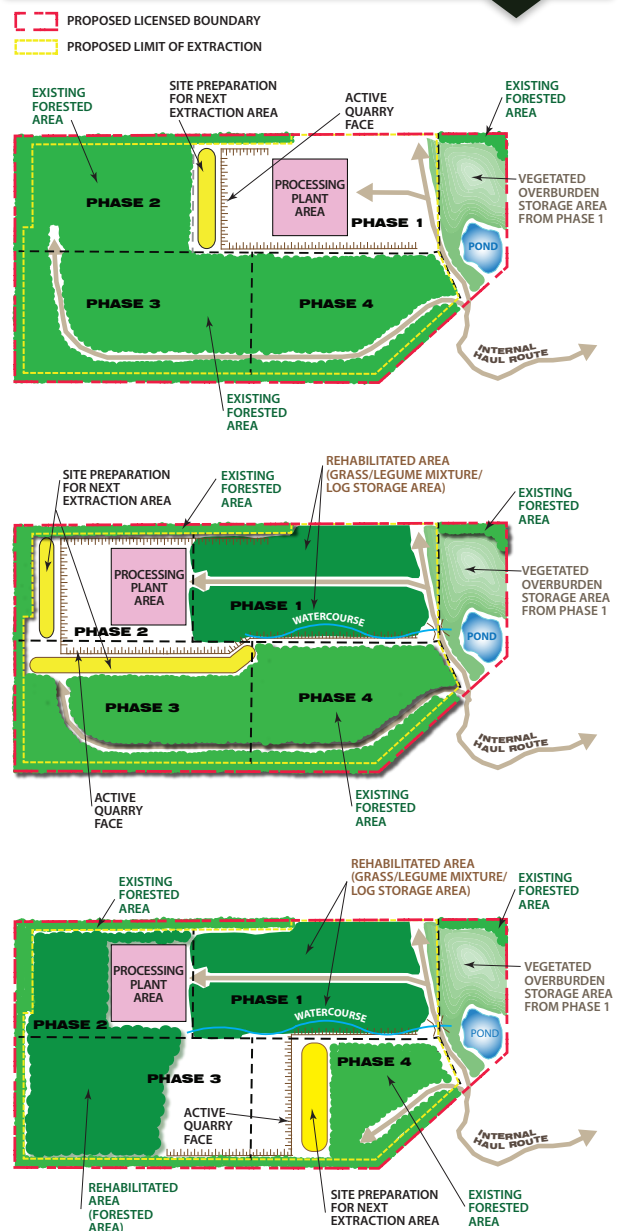 PROPOSED LICENSED BOUNDARY
PROPOSED LIMIT OF EXTRACTION
EXISTING
FORESTED
AREA
SITE PREPARATION
FOR NEXT
EXTRACTION AREA
ACTIVE
QUARRY
FACE
EXISTING
FORESTED
AREA
PHASE 2
PROCESSING
PLANT
AREA
PHASE 1
VEGETATED
OVERBURDEN
STORAGE AREA
FROM PHASE 1
POND
PHASE 3
PHASE 4
INTERNAL
HAUL ROUTE
EXISTING
FORESTED
AREA
SITE PREPARATION
FOR NEXT
EXTRACTION AREA
EXISTING
FORESTED
AREA
REHABILITATED AREA
(GRASS/LEGUME MIXTURE/
LOG STORAGE AREA)
EXISTING
FORESTED
AREA
PROCESSING
PLANT
AREA
PHASE 1
WATERCOURSE
PHASE 2
VEGETATED
OVERBURDEN
STORAGE AREA
FROM PHASE 1
POND
PHASE 3
PHASE 4
INTERNAL
HAUL ROUTE
ACTIVE
QUARRY
FACE
EXISTING
FORESTED
AREA
EXISTING
FORESTED
AREA
REHABILITATED AREA
(GRASS/LEGUME MIXTURE/
LOG STORAGE AREA)
EXISTING
FORESTED
AREA
PROCESSING
PLANT
AREA
PHASE 1
WATERCOURSE
PHASE 2
VEGETATED
OVERBURDEN
STORAGE AREA
FROM PHASE 1
POND
PHASE 3
PHASE 4
ACTIVE
QUARRY
FACE
INTERNAL
HAUL ROUTE
REHABILITATED
AREA
(FORESTED
AREA)
SITE PREPARATION
FOR NEXT
EXTRACTION AREA
EXISTING
FORESTED
AREA